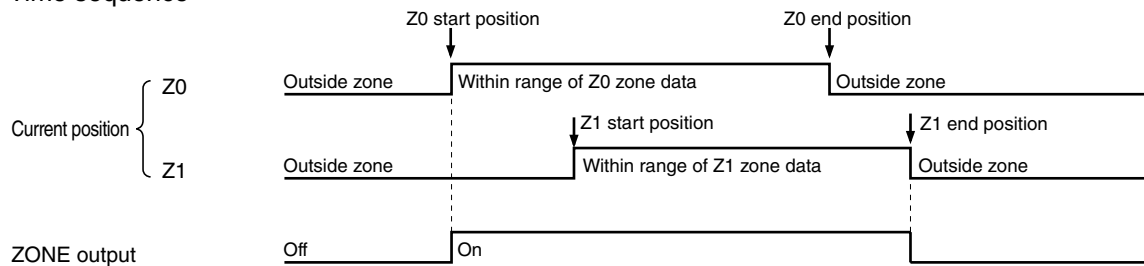 Time sequence
Z0 start position Z0 end position
Z0 Outside zone Within range of Z0 zone data Outside zone
Current position
Z1 start position Z1 end position
Z1 Outside zone Within range of Z1 zone data Outside zone
ZONE output Off On